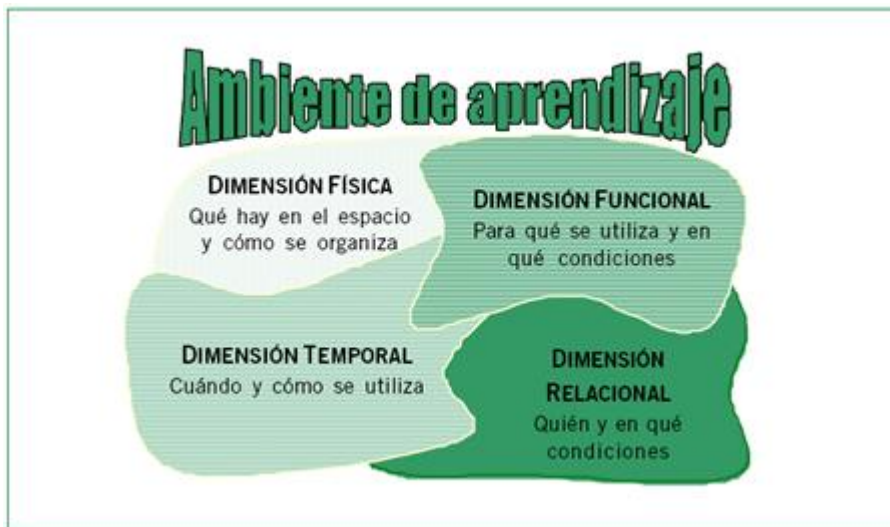 Ambiente de aprendizaje
DIMENSIÓN FÍSICA
Qué hay en el espacio
y cómo se organiza
DIMENSIÓN FUNCIONAL
Para qué se utiliza y en
qué condiciones
DIMENSIÓN TEMPORAL
Cuándo y cómo se utiliza
DIMENSIÓN
RELACIONAL
Quién y en qué
condiciones